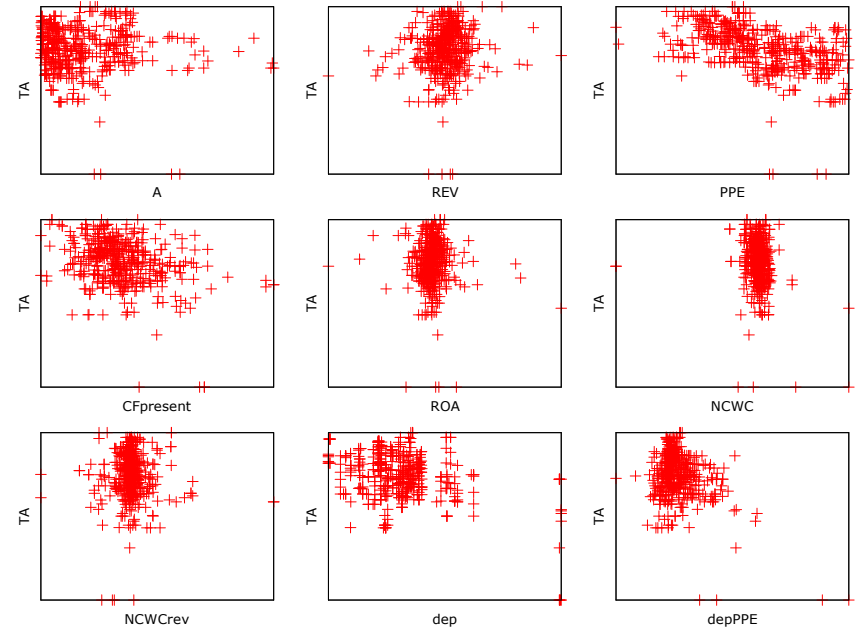 TA
A
TA
REV
TA
PPE
TA
CFpresent
TA
ROA
TA
NCWC
TA
NCWCrev
TA
dep
TA
depPPE